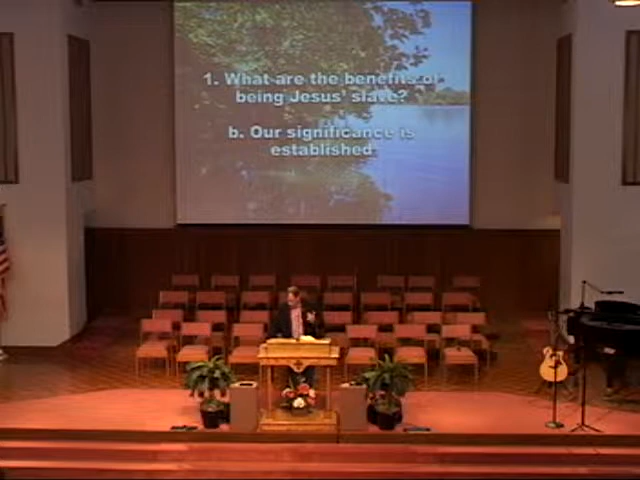 1. What are the benefits of
being Jesus' slave?
b. Our significance is
established